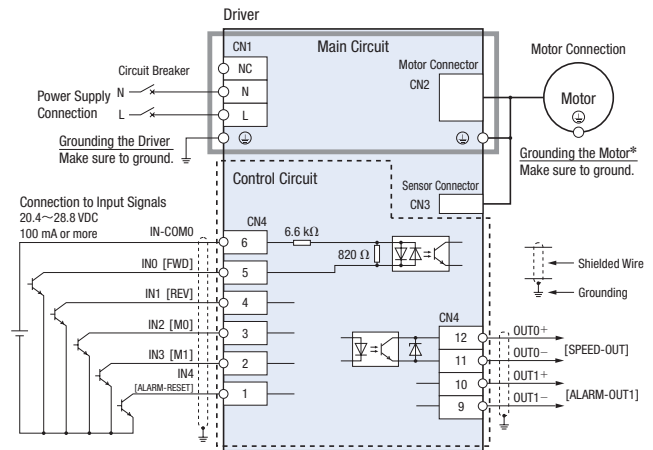 Driver
CN1
Main Circuit
Motor Connection
Circuit Breaker
NC
Motor Connector
CN2
Power Supply
Connection
N
N
L
L
Motor
Grounding the Driver
Make sure to ground.
Grounding the Motor*
Make sure to ground.
Control Circuit
Sensor Connector
CN3
Connection to Input Signals
20.4～28.8 VDC
100 mA or more
CN4
IN-COM0
6
6.6 kΩ
820 Ω
IN0 [FWD]
5
Shielded Wire
IN1 [REV]
4
Grounding
IN2 [M0]
3
CN4
12
OUT0+
IN3 [M1]
2
11
OUT0−
[SPEED-OUT]
IN4
[ALARM-RESET]
1
10
OUT1+
[ALARM-OUT1]
9
OUT1−